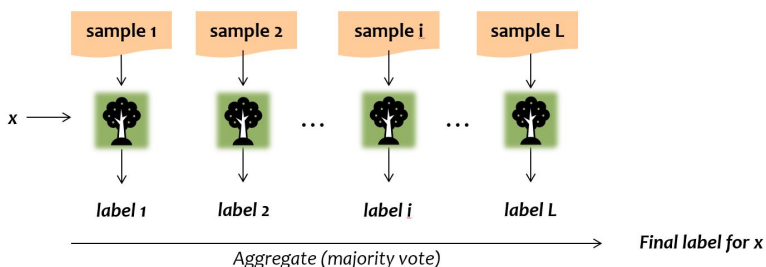 sample 1 sample 2 sample i sample L
x … …
label 1 label 2 label i label L
Final label for x
Aggregate (majority vote)